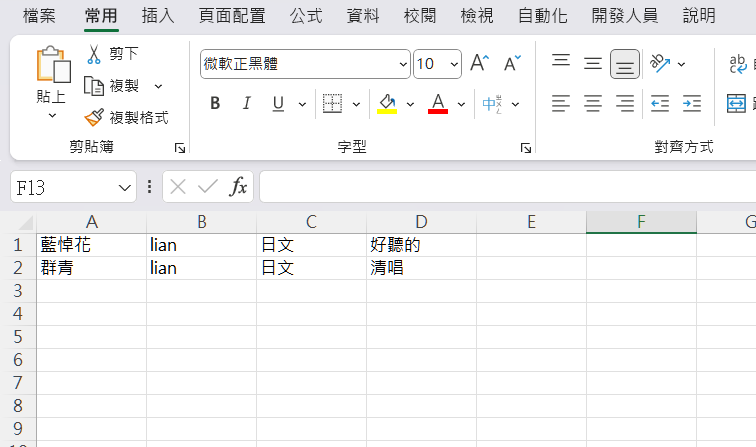 檔案 常用 插入 頁面配置 公式 資料 校閱 檢視 自動化 開發人員 說明
貼上 剪下
複製
複製格式
微軟正黑體 10 A A
B I U A 中
ab
剪貼簿 字型 對齊方式
F13 fx
A B C D E F G
1 藍悼花 lian 日文 好聽的
2 群青 lian 日文 清唱
3
4
5
6
7
8
9